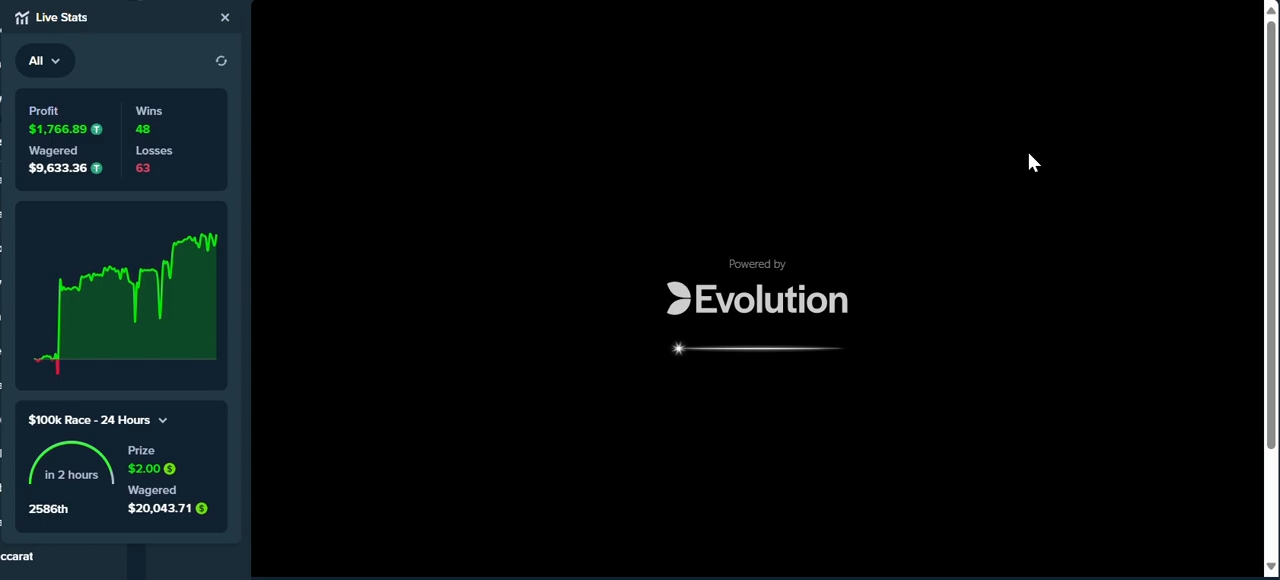 Live Stats
All
Profit
$1,766.89
Wagered
$9,633.36
Wins
48
Losses
63
$100k Race - 24 Hours
in 2 hours
2586th
Prize
$2.00
Wagered
$20,043.71
ccarat
Powered by
Evolution